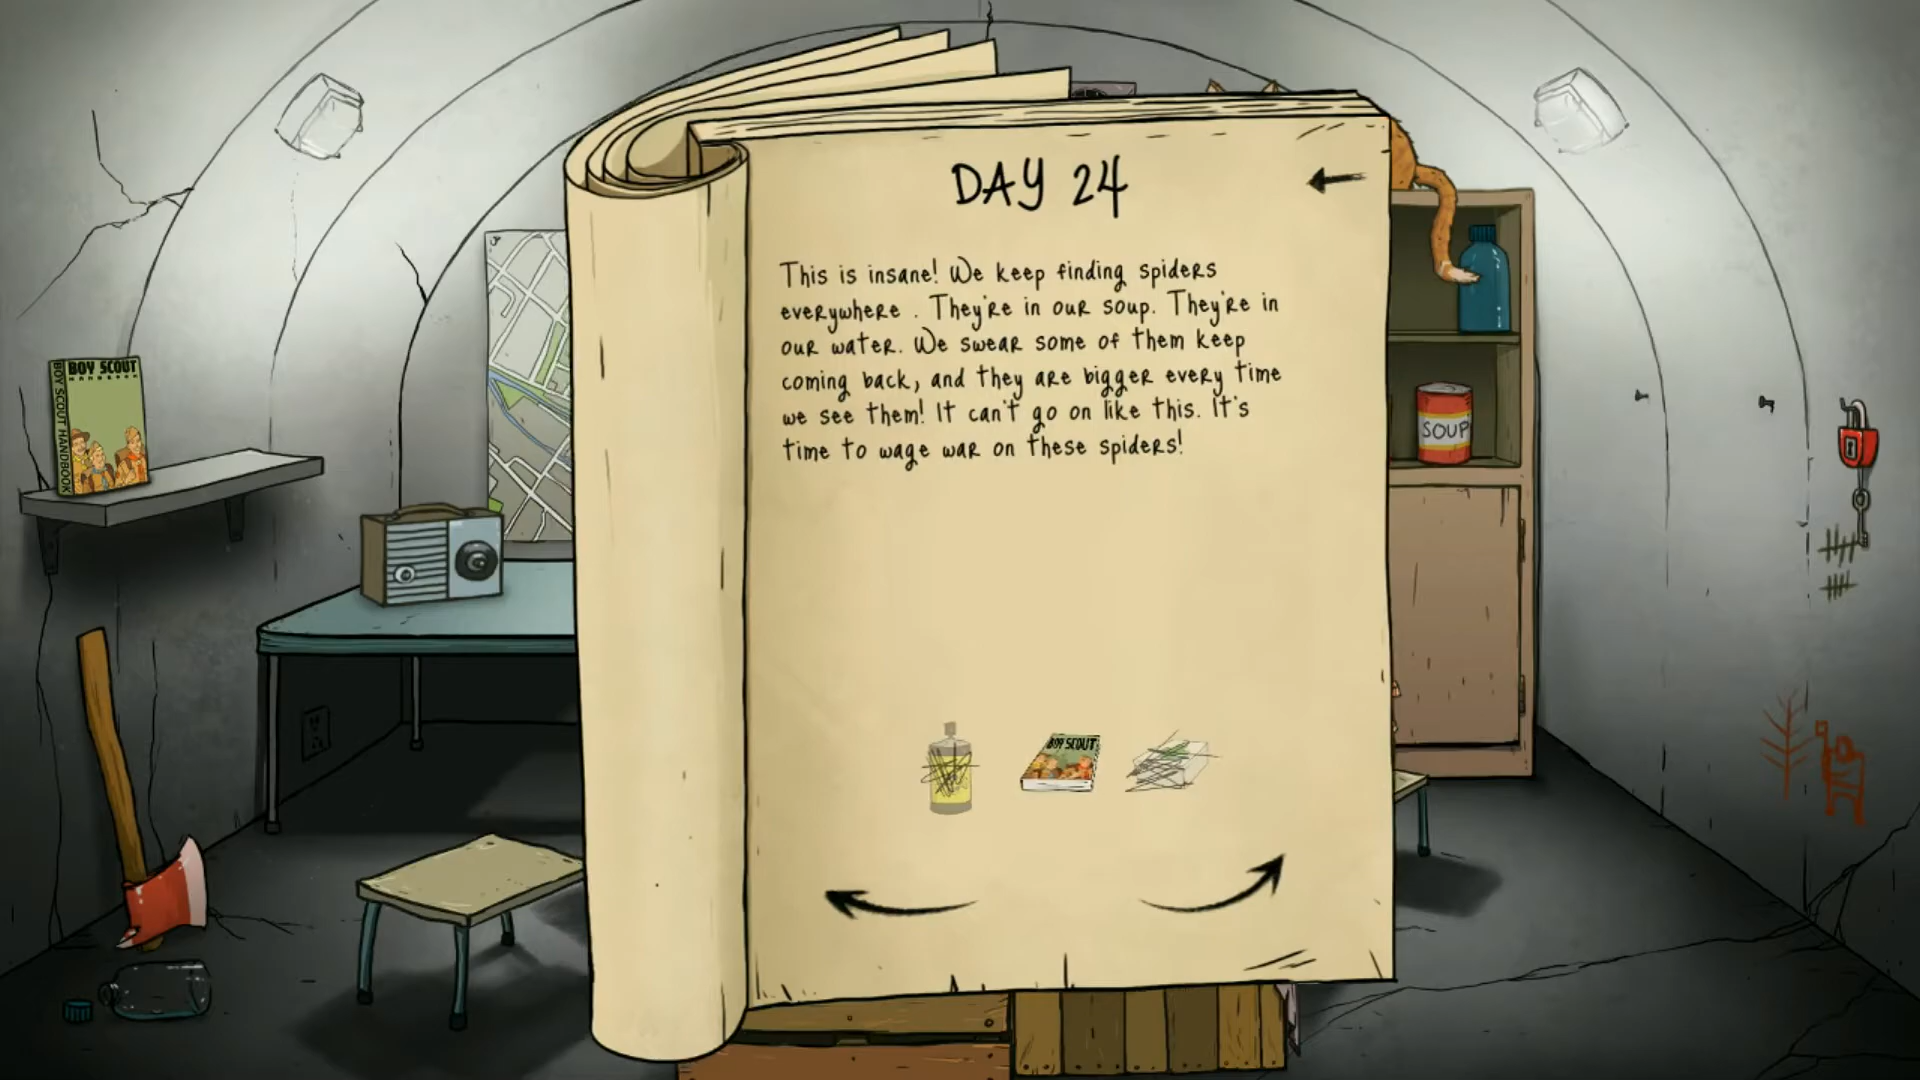 DAY 24
This is insane! We keep finding spiders
everywhere . They're in our soup. They're in
our water. We swear some of them keep
coming back, and they are bigger every time
we see them! It can't go on like this. It's
time to wage war on these spiders!
BOY SCOUT
HANDBOOK
BOY SCOUT HANDBOOK
SOUP
BOY SCOUT